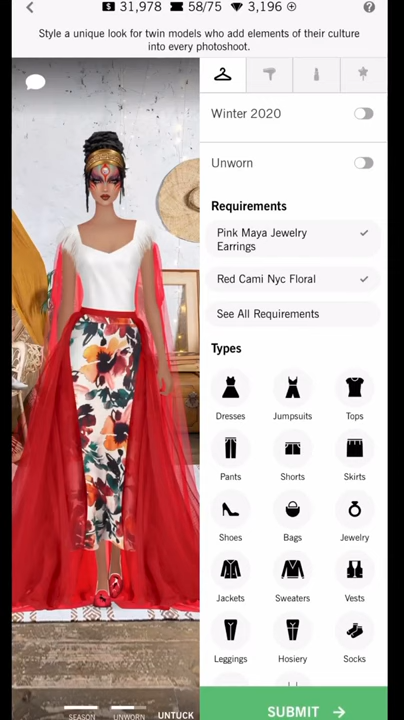 31,978 58/75 3,196
Style a unique look for twin models who add elements of their culture
into every photoshoot.
Winter 2020
Unworn
Requirements
Pink Maya Jewelry
Earrings
Red Cami Nyc Floral
See All Requirements
Types
Dresses Jumpsuits Tops
Pants Shorts Skirts
Shoes Bags Jewelry
Jackets Sweaters Vests
Leggings Hosiery Socks
SEASON UNWORN UNTUCK
SUBMIT